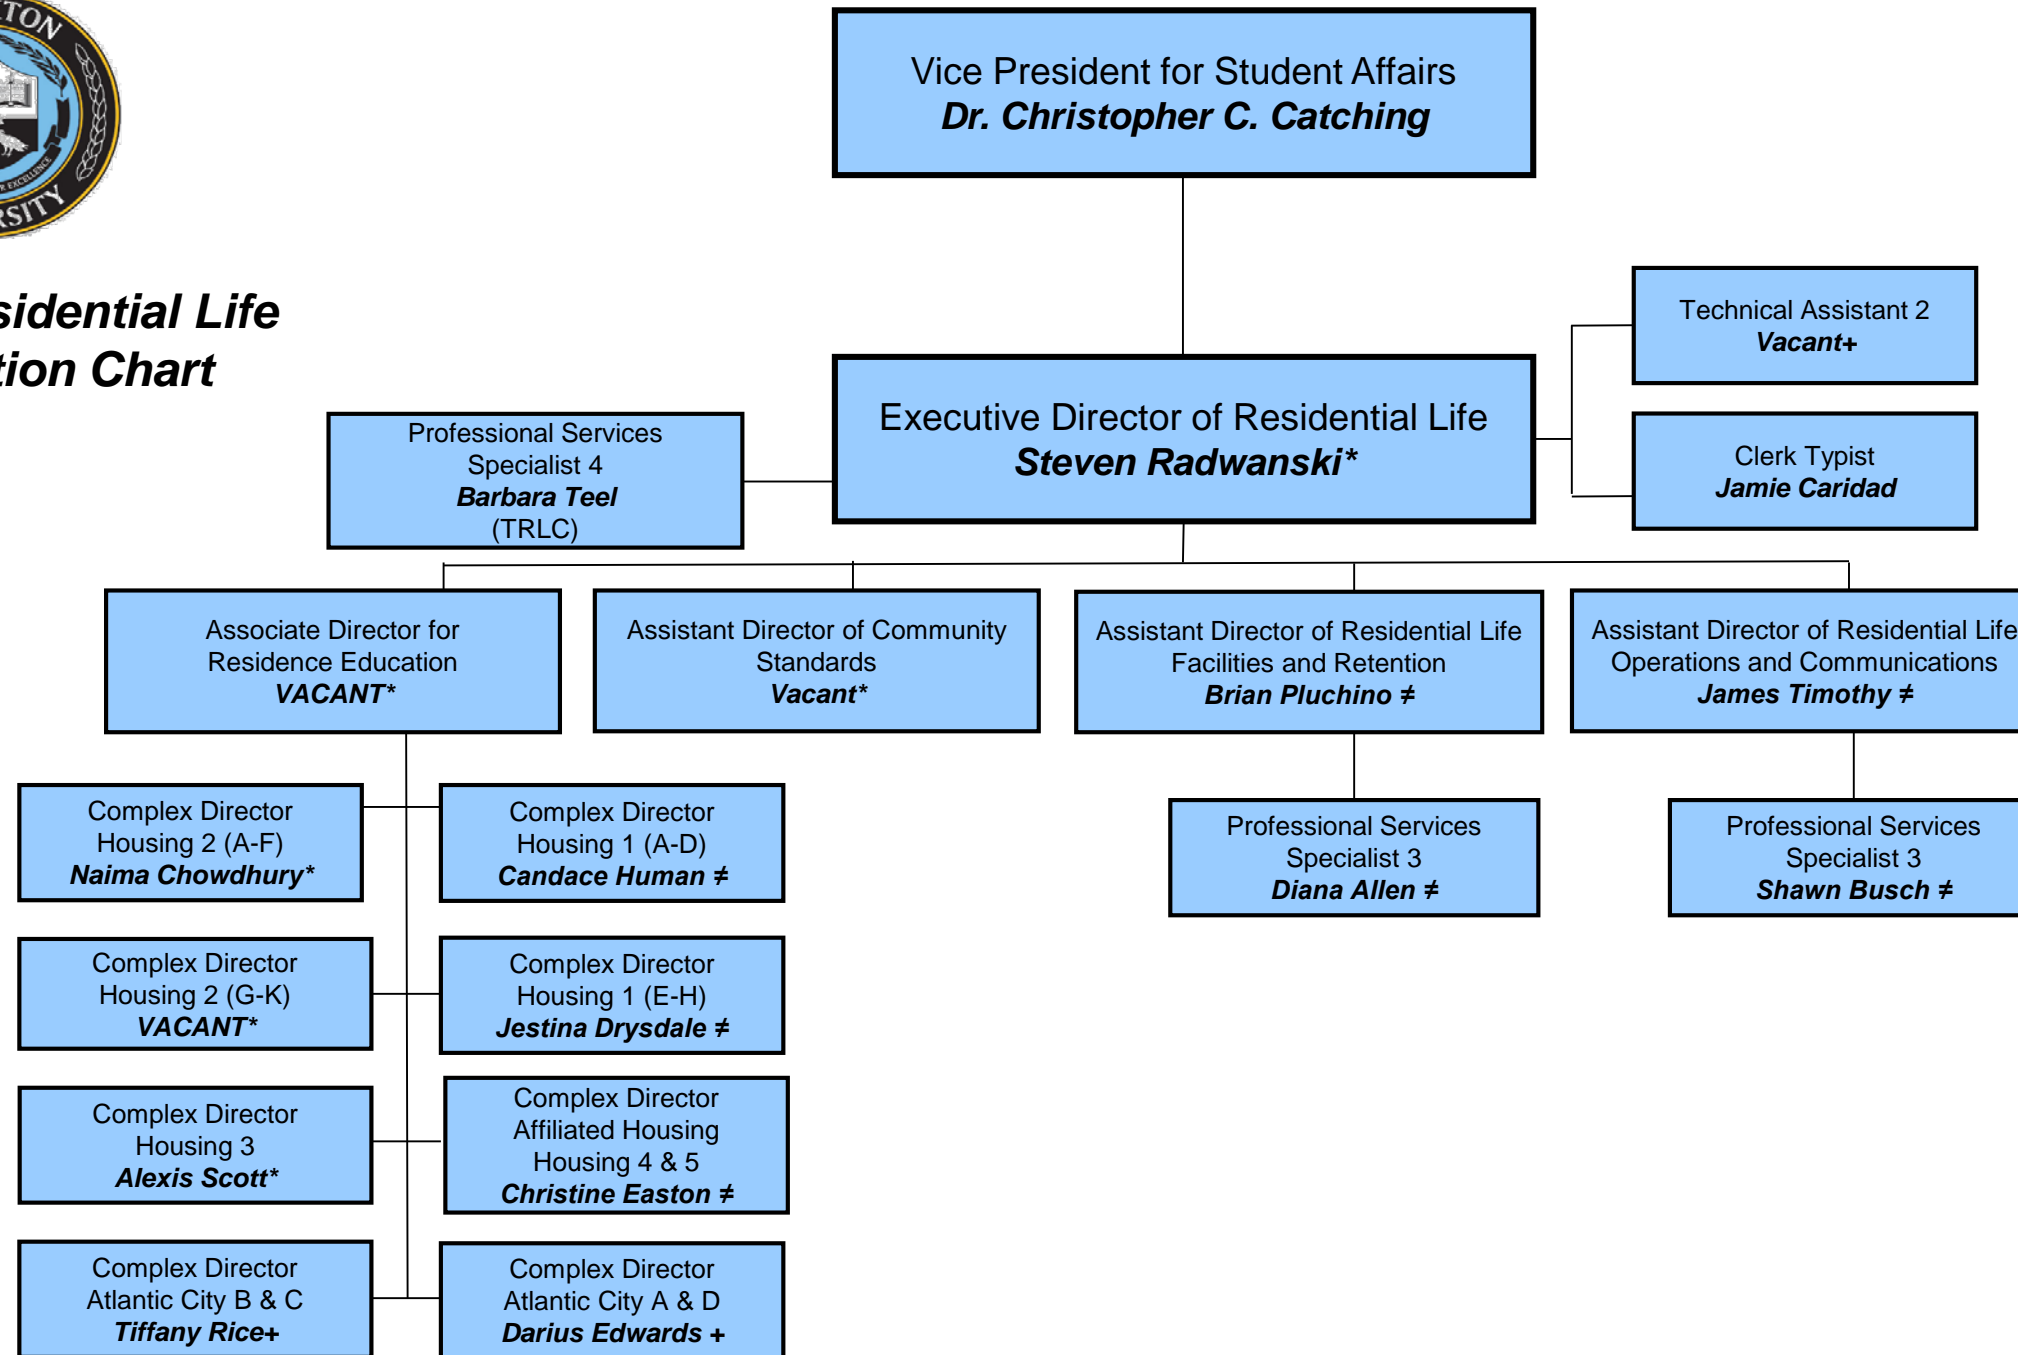 Vice President for Student Affairs
Dr. Christopher C. Catching
sidential Life
tion Chart
Technical Assistant 2
Vacant+
Executive Director of Residential Life
Steven Radwanski*
Clerk Typist
Jamie Caridad
Professional Services
Specialist 4
Barbara Teel
(TRLC)
Associate Director for
Residence Education
VACANT*
Assistant Director of Community
Standards
Vacant*
Assistant Director of Residential Life
Facilities and Retention
Brian Pluchino ≠
Assistant Director of Residential Life
Operations and Communications
James Timothy ≠
Complex Director
Housing 2 (A-F)
Naima Chowdhury*
Complex Director
Housing 1 (A-D)
Candace Human ≠
Professional Services
Specialist 3
Diana Allen ≠
Professional Services
Specialist 3
Shawn Busch ≠
Complex Director
Housing 2 (G-K)
VACANT*
Complex Director
Housing 1 (E-H)
Jestina Drysdale ≠
Complex Director
Housing 3
Alexis Scott*
Complex Director
Affiliated Housing
Housing 4 & 5
Christine Easton ≠
Complex Director
Atlantic City B & C
Tiffany Rice+
Complex Director
Atlantic City A & D
Darius Edwards +